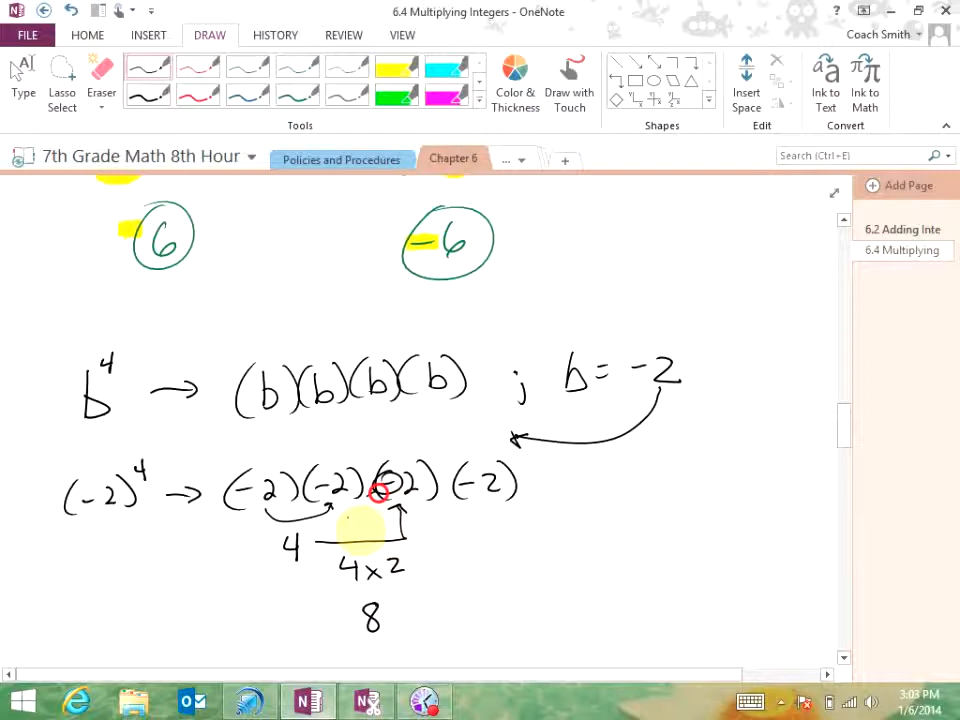 6.4 Multiplying Integers - OneNote
FILE HOME INSERT DRAW HISTORY REVIEW VIEW Coach Smith
Type Lasso Select Eraser Color & Thickness Draw with Touch Insert Space Ink to Text Ink to Math
Tools Shapes Edit Convert
7th Grade Math 8th Hour Policies and Procedures Chapter 6 ... Search (Ctrl+E)
Add Page
6.2 Adding Inte
6.4 Multiplying
-6 -6
b⁴ → (b)(b)(b)(b) ; b = -2
(-2)⁴ → (-2)(-2)(-2)(-2)
4
4 x 2
8
3:03 PM
1/6/2014